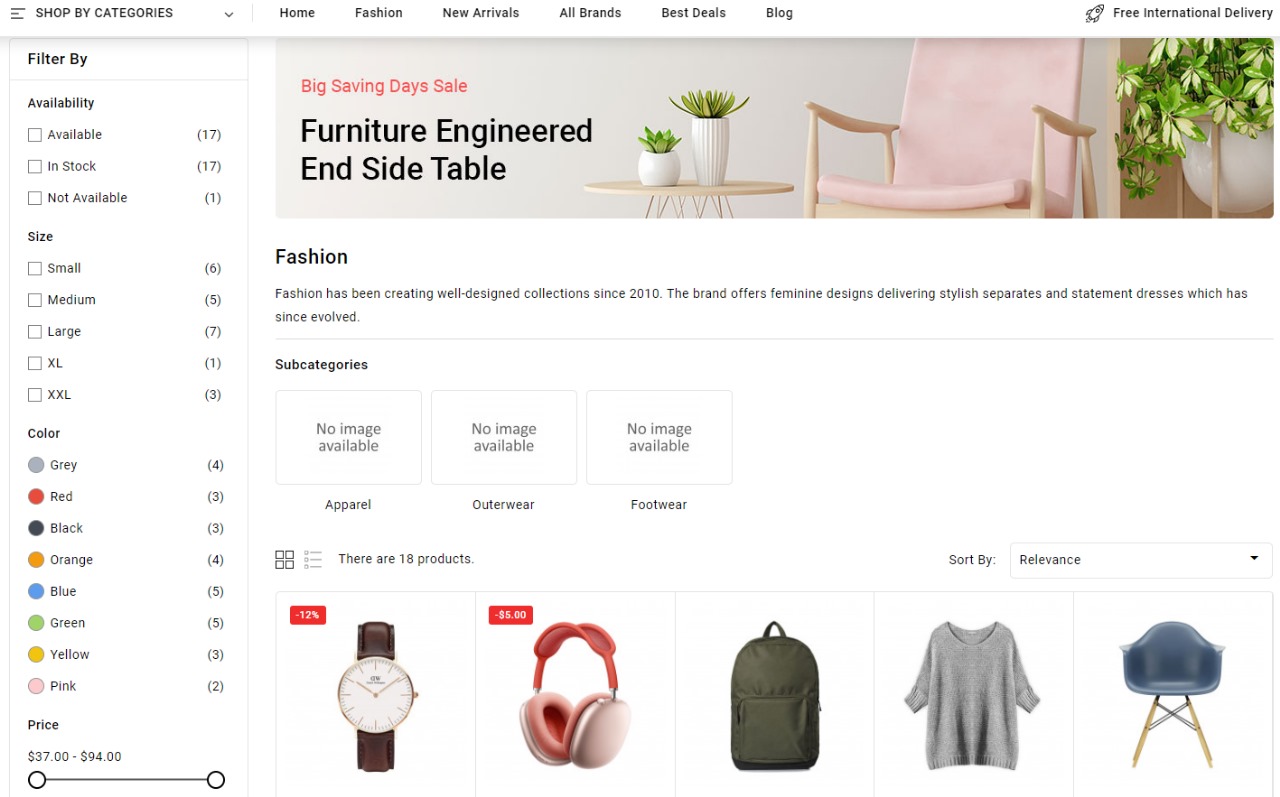 SHOP BY CATEGORIES
Home Fashion New Arrivals All Brands Best Deals Blog
Free International Delivery
Filter By
Availability
Available (17)
In Stock (17)
Not Available (1)
Size
Small (6)
Medium (5)
Large (7)
XL (1)
XXL (3)
Color
Grey (4)
Red (3)
Black (3)
Orange (4)
Blue (5)
Green (5)
Yellow (3)
Pink (2)
Price
$37.00 - $94.00
Big Saving Days Sale
Furniture Engineered
End Side Table
Fashion
Fashion has been creating well-designed collections since 2010. The brand offers feminine designs delivering stylish separates and statement dresses which has
since evolved.
Subcategories
No image
available
No image
available
No image
available
Apparel Outerwear Footwear
There are 18 products.
Sort By: Relevance
-12%
-$5.00
DW